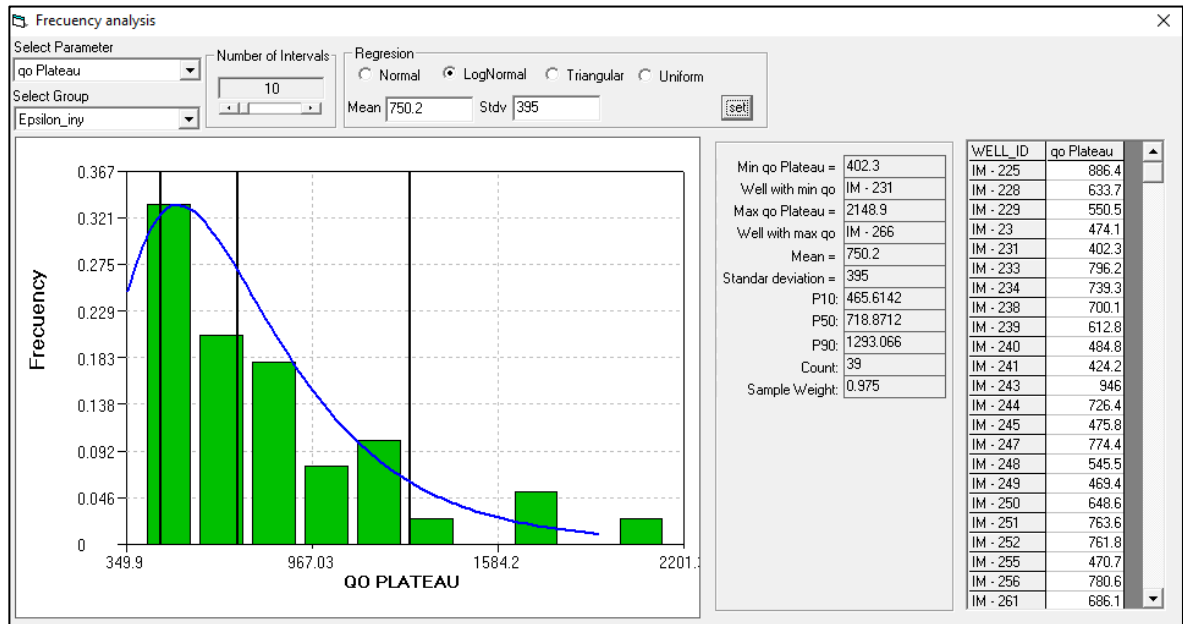 Frecuency analysis
Select Parameter
qo Plateau
Select Group
Epsilon_iny
Number of Intervals
10
Regresion
Normal LogNormal Triangular Uniform
Mean 750.2 Stdv 395 set
Frecuency
0.367
0.321
0.275
0.229
0.183
0.138
0.092
0.046
0
349.9 967.03 1584.2 2201.3
QO PLATEAU
Min qo Plateau = 402.3
Well with min qo IM - 231
Max qo Plateau = 2148.9
Well with max qo IM - 266
Mean = 750.2
Standar deviation = 395
P10: 465.6142
P50: 718.8712
P90: 1293.066
Count: 39
Sample Weight: 0.975
WELL_ID qo Plateau
IM - 225 886.4
IM - 228 633.7
IM - 229 550.5
IM - 23 474.1
IM - 231 402.3
IM - 233 796.2
IM - 234 739.3
IM - 238 700.1
IM - 239 612.8
IM - 240 484.8
IM - 241 424.2
IM - 243 946
IM - 244 726.4
IM - 245 475.8
IM - 247 774.4
IM - 248 545.5
IM - 249 469.4
IM - 250 648.6
IM - 251 763.6
IM - 252 761.8
IM - 255 470.7
IM - 256 780.6
IM - 261 686.1